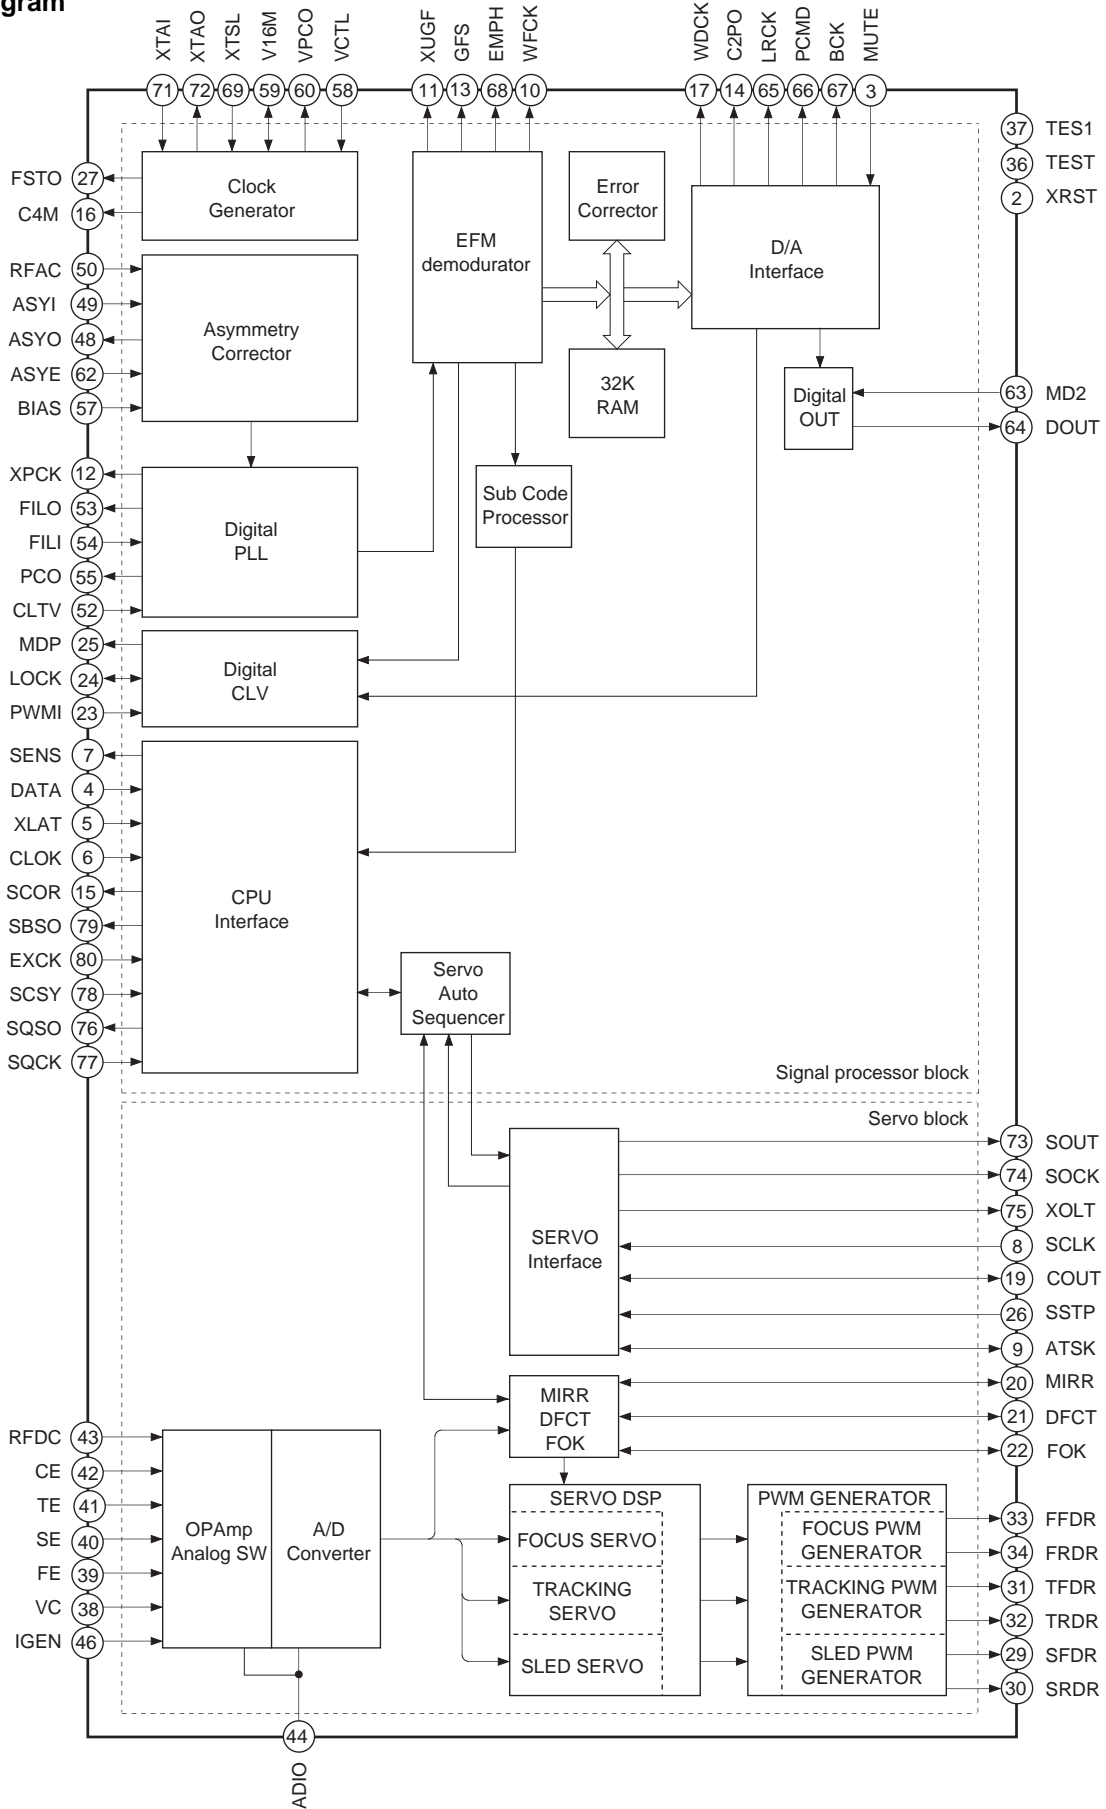 gram
XTAI
XTAO
XTSL
V16M
VPCO
VCTL
XUGF
GFS
EMPH
WFCK
WDCK
C2PO
LRCK
PCMD
BCK
MUTE
71
72
69
59
60
58
11
13
68
10
17
14
65
66
67
3
37 TES1
36 TEST
2 XRST
FSTO 27
C4M 16
Clock
Generator
RFAC 50
ASYI 49
ASYO 48
ASYE 62
BIAS 57
Asymmetry
Corrector
EFM
demodurator
Error
Corrector
32K
RAM
D/A
Interface
Digital
OUT
63 MD2
64 DOUT
XPCK 12
FILO 53
FILI 54
PCO 55
CLTV 52
Digital
PLL
Sub Code
Processor
MDP 25
LOCK 24
PWMI 23
Digital
CLV
SENS 7
DATA 4
XLAT 5
CLOK 6
SCOR 15
SBSO 79
EXCK 80
SCSY 78
SQSO 76
SQCK 77
CPU
Interface
Servo
Auto
Sequencer
Signal processor block
Servo block
SERVO
Interface
73 SOUT
74 SOCK
75 XOLT
8 SCLK
19 COUT
26 SSTP
9 ATSK
MIRR
DFCT
FOK
20 MIRR
21 DFCT
22 FOK
RFDC 43
CE 42
TE 41
SE 40
FE 39
VC 38
IGEN 46
OPAmp
Analog SW
A/D
Converter
SERVO DSP
FOCUS SERVO
TRACKING
SERVO
SLED SERVO
PWM GENERATOR
FOCUS PWM
GENERATOR
TRACKING PWM
GENERATOR
SLED PWM
GENERATOR
33 FFDR
34 FRDR
31 TFDR
32 TRDR
29 SFDR
30 SRDR
44
ADIO